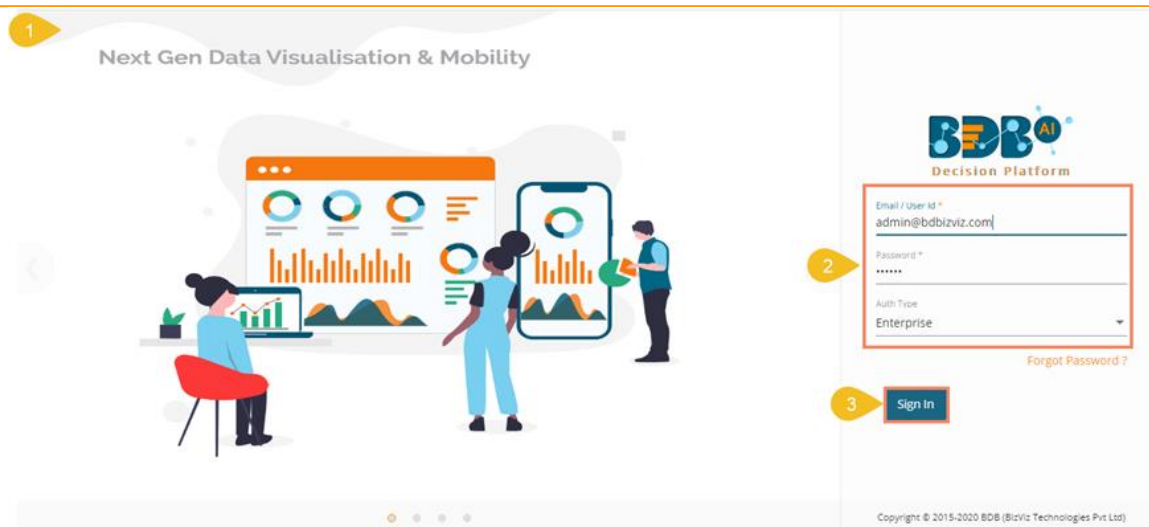 1
Next Gen Data Visualisation & Mobility
BDB AI
Decision Platform
Email / User Id *
admin@bdbizviz.com
2
Password *
••••••
Auth Type
Enterprise
Forgot Password ?
3
Sign In
Copyright © 2015-2020 BDB (BizViz Technologies Pvt Ltd)